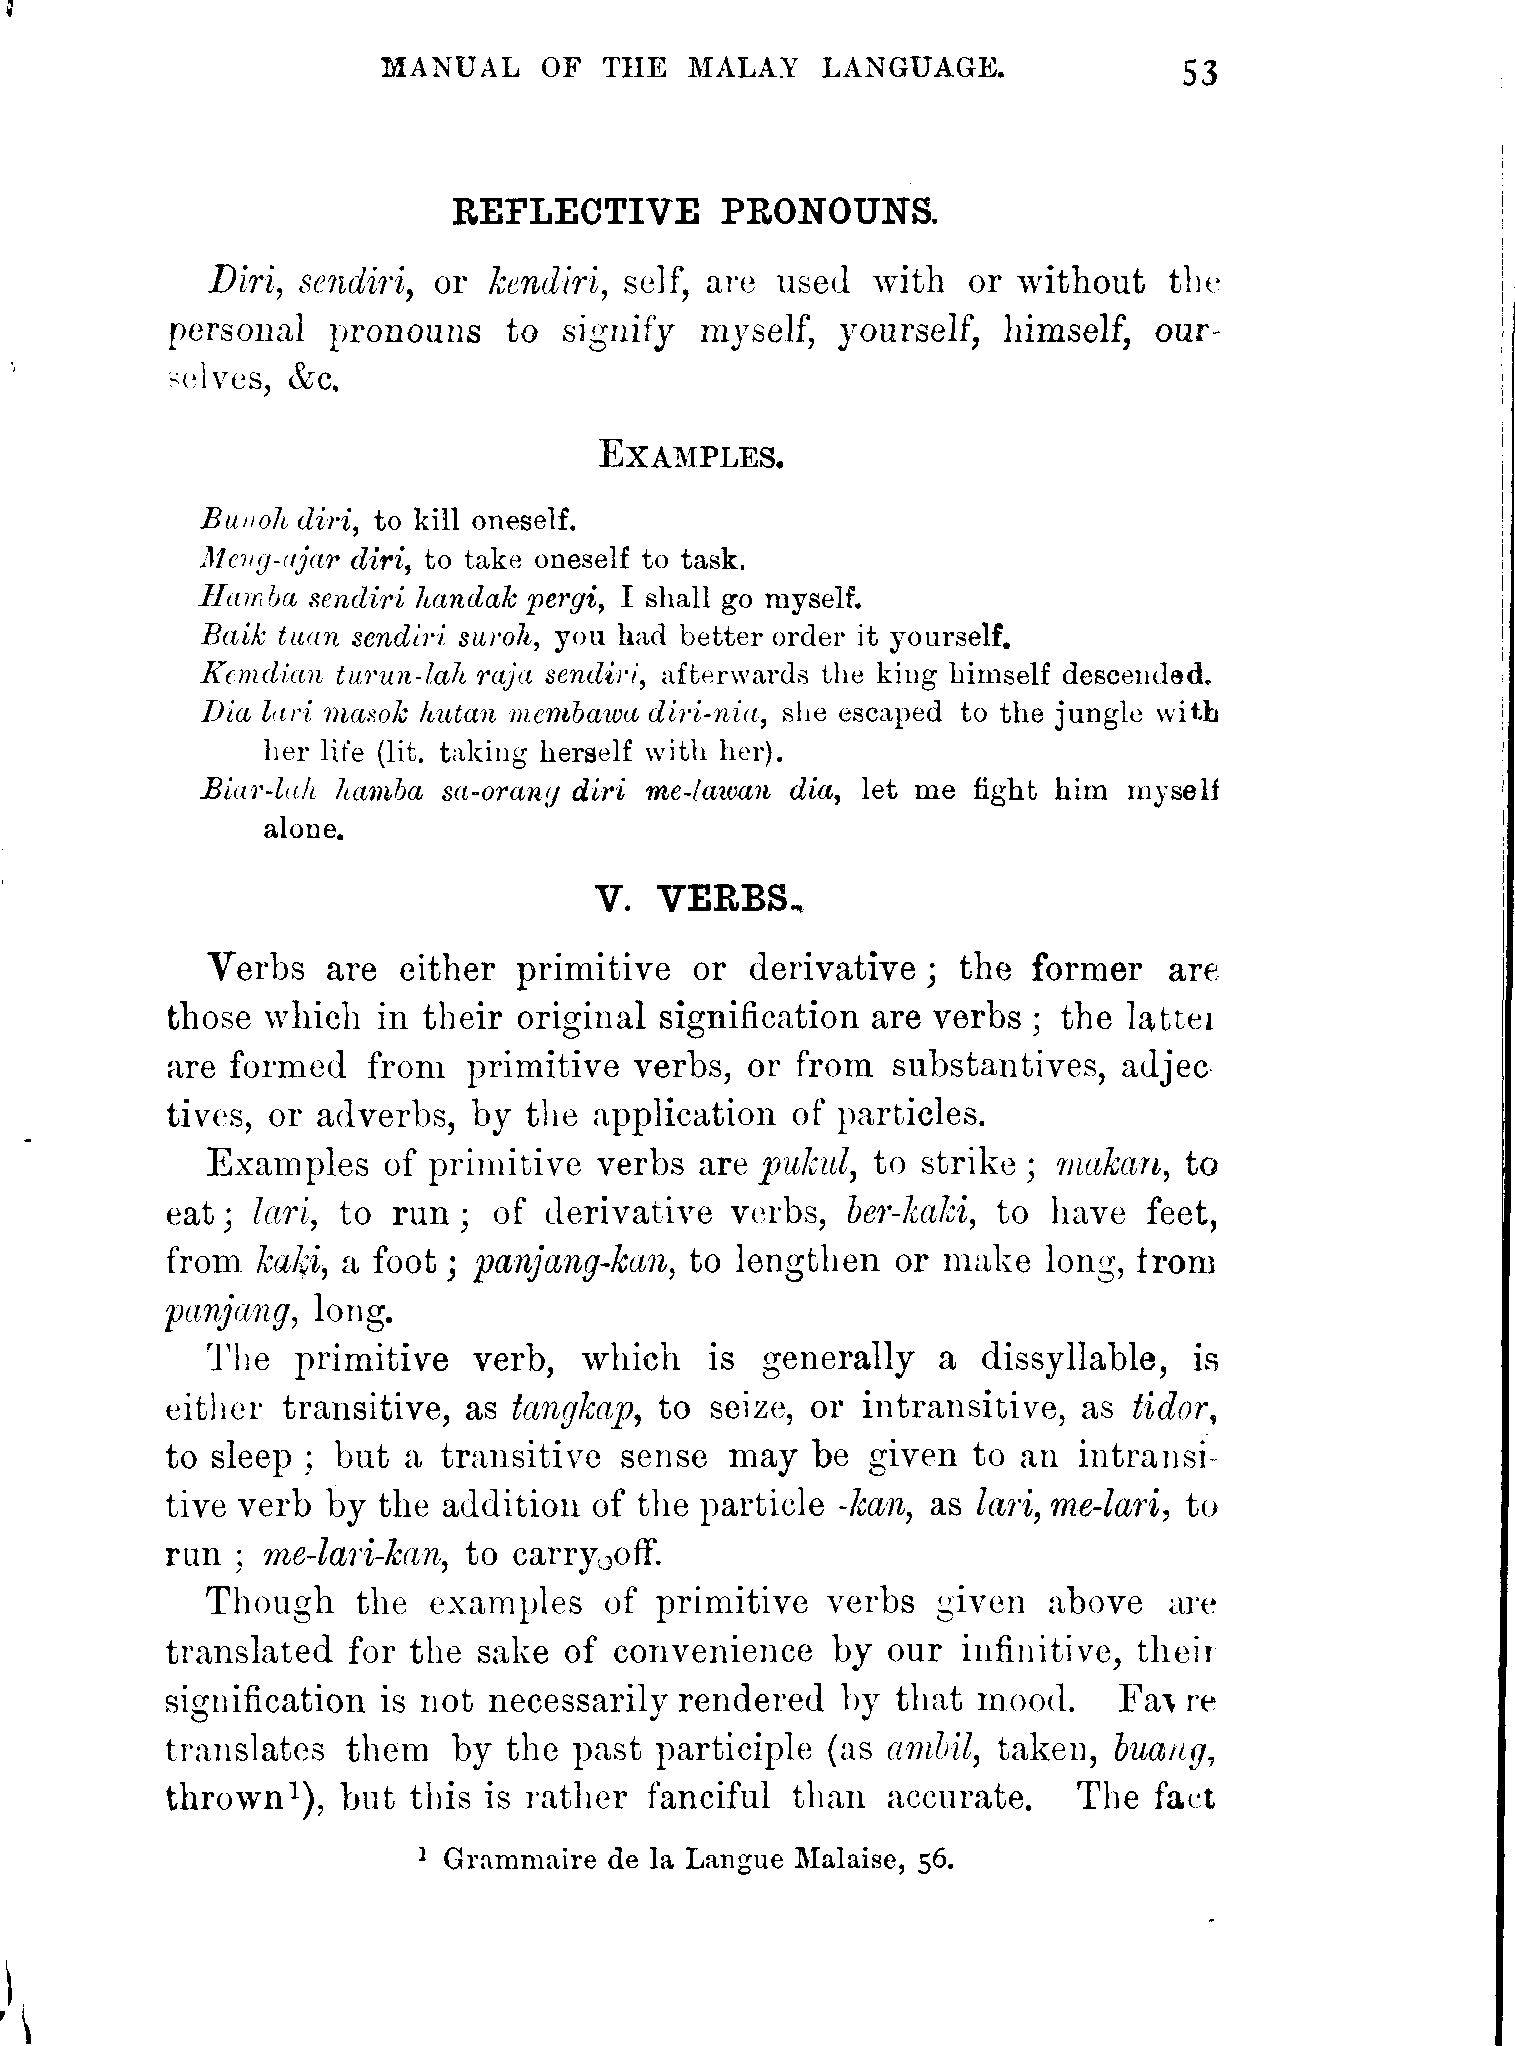 MANUAL OF THE MALAY LANGUAGE. 53
REFLECTIVE PRONOUNS.
Diri, sendiri, or kendiri, self, are used with or without the
personal pronouns to signify myself, yourself, himself, our-
selves, &c.
EXAMPLES.
Bunoh diri, to kill oneself.
Meng-ajar diri, to take oneself to task.
Hamba sendiri handak pergi, I shall go myself.
Baik tuan sendiri suroh, you had better order it yourself.
Kemdian turun-lah raja sendiri, afterwards the king himself descended.
Dia lari masok hutan membawa diri-nia, she escaped to the jungle with
her life (lit. taking herself with her).
Biar-lah hamba sa-orang diri me-lawan dia, let me fight him myself
alone.
V. VERBS.
Verbs are either primitive or derivative; the former are
those which in their original signification are verbs; the latter
are formed from primitive verbs, or from substantives, adjec-
tives, or adverbs, by the application of particles.
Examples of primitive verbs are pukul, to strike; makan, to
eat; lari, to run; of derivative verbs, ber-kaki, to have feet,
from kaki, a foot; panjang-kan, to lengthen or make long, from
panjang, long.
The primitive verb, which is generally a dissyllable, is
either transitive, as tangkap, to seize, or intransitive, as tidor,
to sleep; but a transitive sense may be given to an intransi-
tive verb by the addition of the particle -kan, as lari, me-lari, to
run; me-lari-kan, to carry off.
Though the examples of primitive verbs given above are
translated for the sake of convenience by our infinitive, their
signification is not necessarily rendered by that mood. Favre
translates them by the past participle (as ambil, taken, buang,
thrown¹), but this is rather fanciful than accurate. The fact
¹ Grammaire de la Langue Malaise, 56.